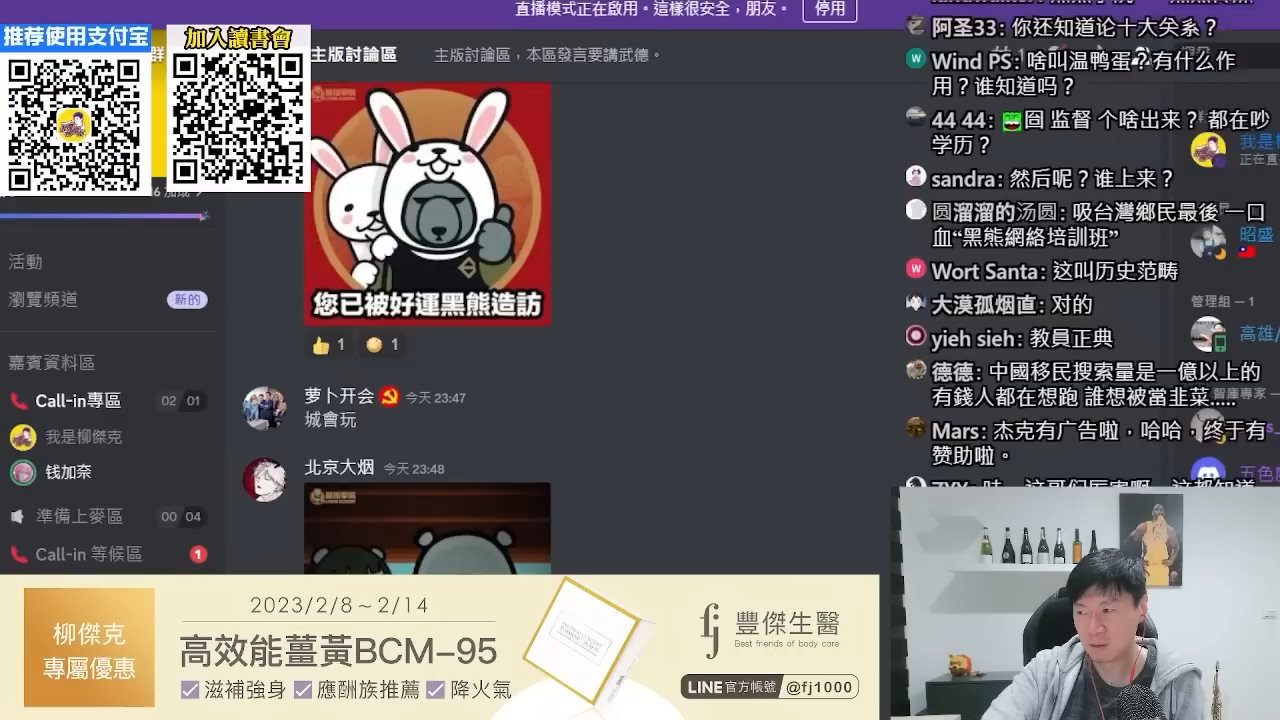 直播模式正在啟用。這樣很安全，朋友。
停用
推荐使用支付宝
加入讀書會
群
主版討論區
主版討論區，本區發言要講武德。
活動
瀏覽頻道
新的
嘉賓資料區
Call-in專區
02 01
我是柳傑克
钱加奈
準備上麥區
00 04
Call-in 等候區
1
您已被好運黑熊造訪
1
1
萝卜开会
今天 23:47
城會玩
北京大烟
今天 23:48
阿圣33: 你还知道论十大关系？
Wind PS: 啥叫温鸭蛋？有什么作
用？谁知道吗？
44 44: 囼 监督 个啥出来？都在吵
学历？
sandra: 然后呢？谁上来？
圆溜溜的汤圆: 吸台灣鄉民最後一口
血“黑熊網絡培訓班”
Wort Santa: 这叫历史范畴
大漠孤烟直: 对的
yieh sieh: 教員正典
德德: 中國移民搜索量是一億以上的
有錢人都在想跑 誰想被當韭菜.....
Mars: 杰克有广告啦，哈哈，终于有
赞助啦。
昭盛
管理組 — 1
高雄
柳傑克
專屬優惠
2023/2/8～2/14
高效能薑黃BCM-95
滋補強身
應酬族推薦
降火氣
fj
豐傑生醫
Best friends of body care
LINE官方帳號
@fj1000